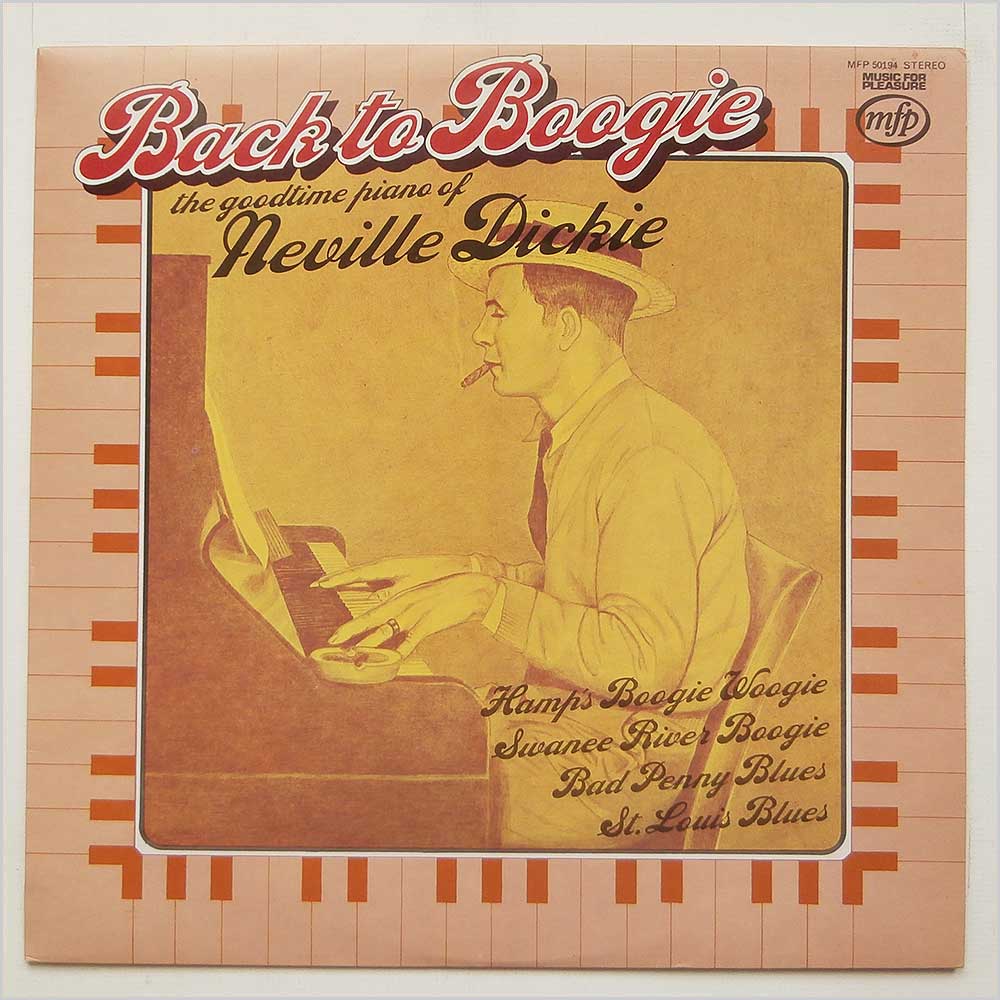 MFP 50194 STEREO
MUSIC FOR
PLEASURE
mfp
Back to Boogie
the goodtime piano of
Neville Dickie
Hamp's Boogie Woogie
Swanee River Boogie
Bad Penny Blues
St. Louis Blues